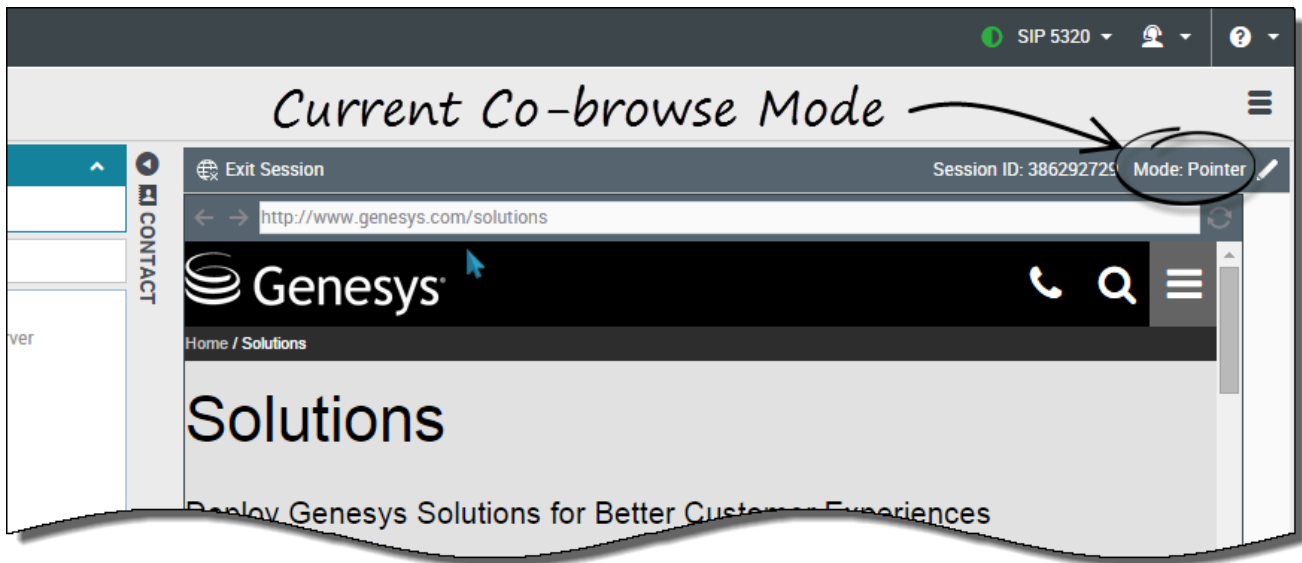 SIP 5320
Current Co-browse Mode
Exit Session
Session ID: 386292729
Mode: Pointer
http://www.genesys.com/solutions
CONTACT
Genesys
ver
Home / Solutions
Solutions
Deploy Genesys Solutions for Better Customer Experiences